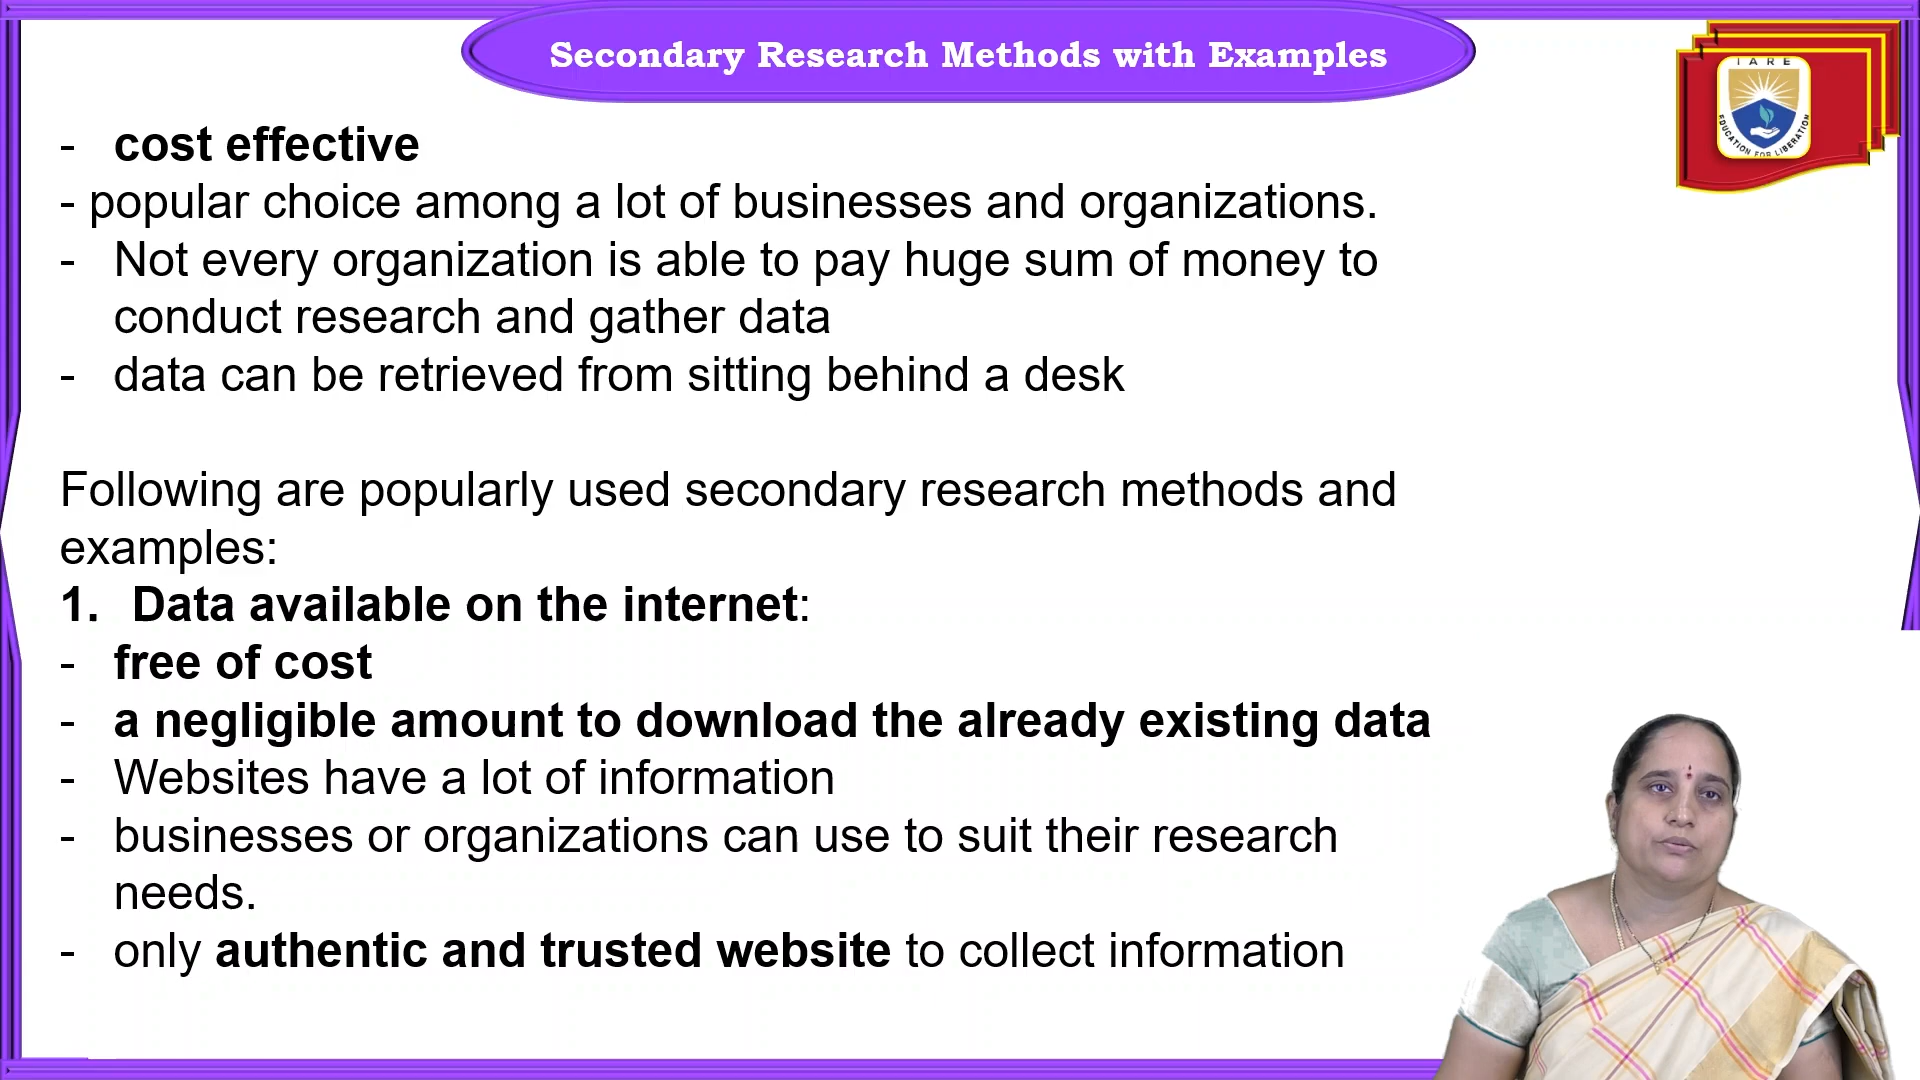 Secondary Research Methods with Examples
IARE
EDUCATION FOR LIBERATION
- cost effective
- popular choice among a lot of businesses and organizations.
- Not every organization is able to pay huge sum of money to
conduct research and gather data
- data can be retrieved from sitting behind a desk
Following are popularly used secondary research methods and
examples:
1. Data available on the internet:
- free of cost
- a negligible amount to download the already existing data
- Websites have a lot of information
- businesses or organizations can use to suit their research
needs.
- only authentic and trusted website to collect information